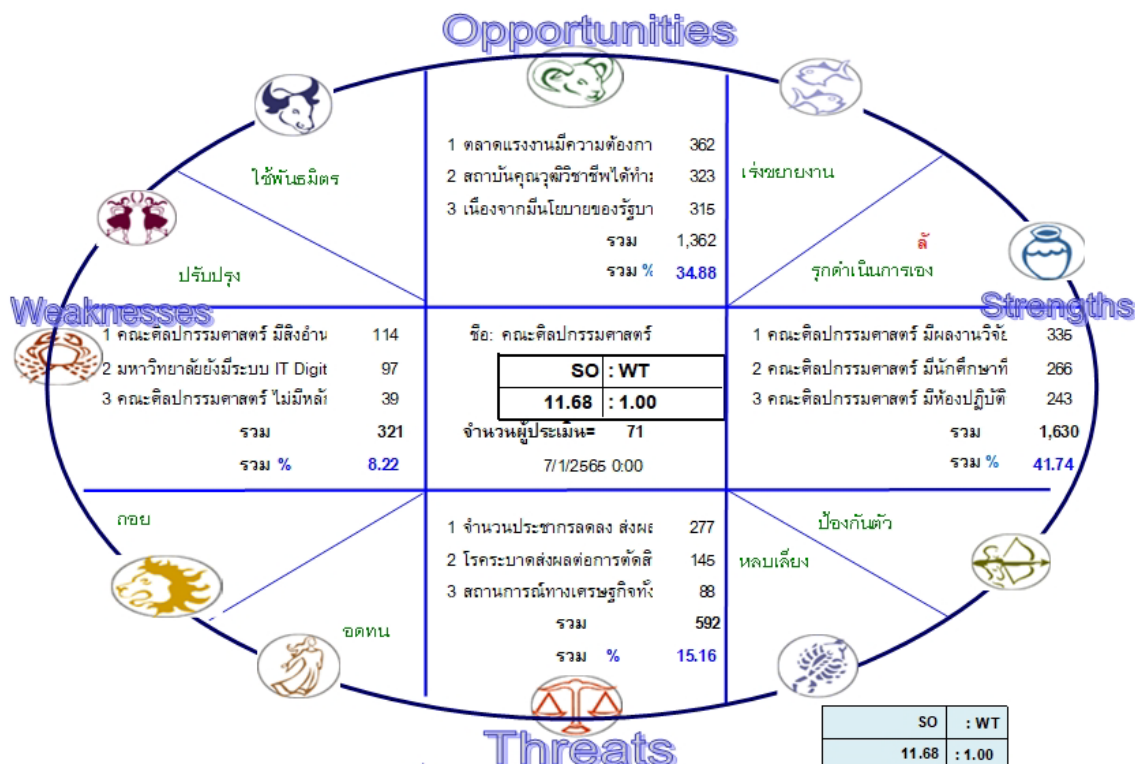 Opportunities
1 ตลาดแรงงานมีความต้องกา 362
2 สถาบันคุณวุฒิวิชาชีพได้ทำ 323
3 เนื่องจากมีนโยบายของรัฐบา 315
รวม 1,362
รวม % 34.88
ใช้พันธมิตร
ปรับปรุง
เร่งขยายงาน
ลั
รุกดำเนินการเอง
Weaknesses
1 คณะศิลปกรรมศาสตร์ มีสิ่งอำน 114
2 มหาวิทยาลัยยังมีระบบ IT Digit 97
3 คณะศิลปกรรมศาสตร์ ไม่มีหลั 39
รวม 321
รวม % 8.22
ชื่อ: คณะศิลปกรรมศาสตร์
SO : WT
11.68 : 1.00
จำนวนผู้ประเมิน= 71
7/1/2565 0:00
Strengths
1 คณะศิลปกรรมศาสตร์ มีผลงานวิจั 335
2 คณะศิลปกรรมศาสตร์ มีนักศึกษาที่ 266
3 คณะศิลปกรรมศาสตร์ มีห้องปฏิบัติ 243
รวม 1,630
รวม % 41.74
ถอย
อดทน
1 จำนวนประชากรลดลง ส่งผล 277
2 โรคระบาดส่งผลต่อการตัดสิ 145
3 สถานการณ์ทางเศรษฐกิจทั่ง 88
รวม 592
รวม % 15.16
ป้องกันตัว
หลบเลี่ยง
Threats
SO : WT
11.68 : 1.00